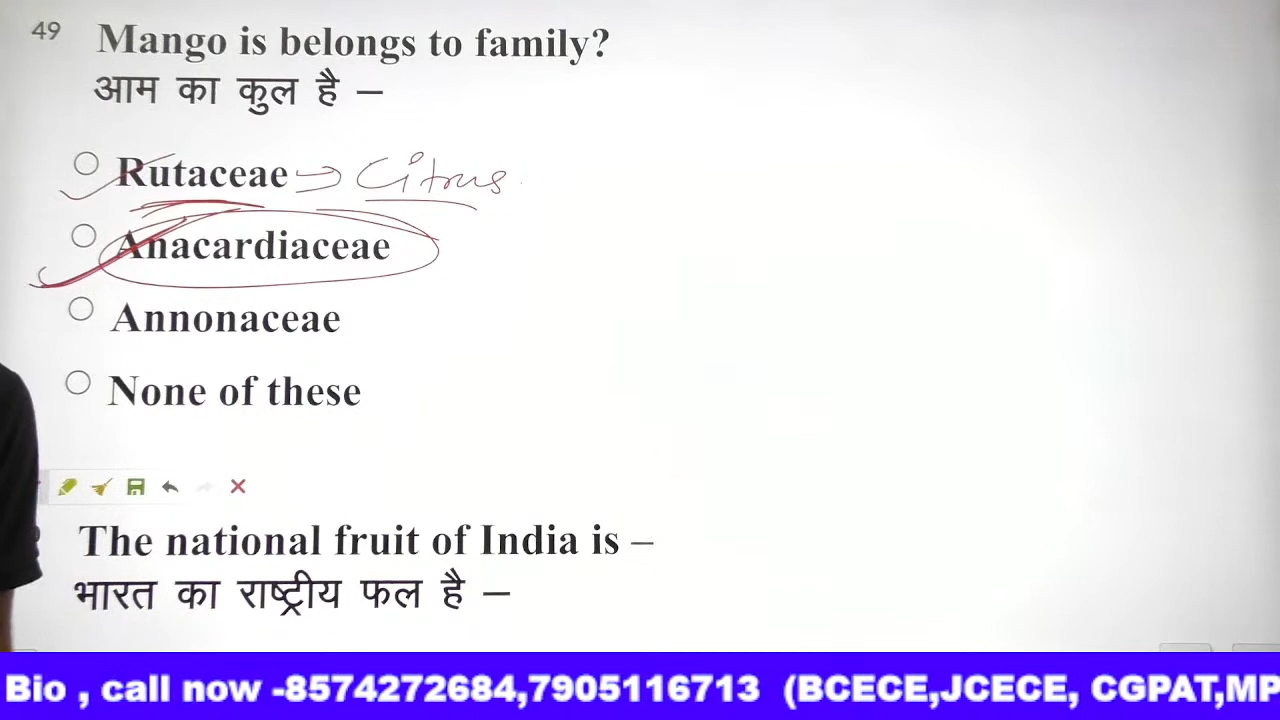 49 Mango is belongs to family?
आम का कुल है –
Rutaceae → Citrus
Anacardiaceae
Annonaceae
None of these
The national fruit of India is –
भारत का राष्ट्रीय फल है –
Bio , call now -8574272684,7905116713 (BCECE,JCECE, CGPAT,MP